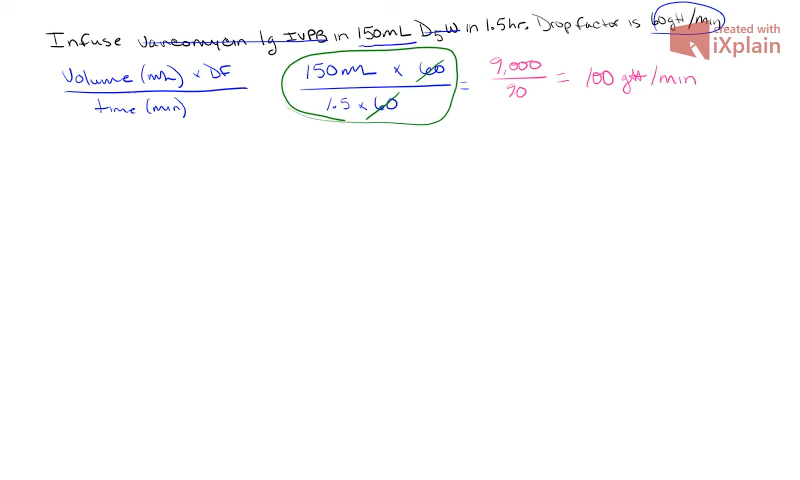 Infuse Vancomycin 1g IVPB in 150mL D5W in 1.5hr. Drop factor is 60gtt/min
created with
iXplain
Volume (mL) x DF 150mL x 60 9,000
= = 100 gtt/min
time (min) 1.5 x 60 90